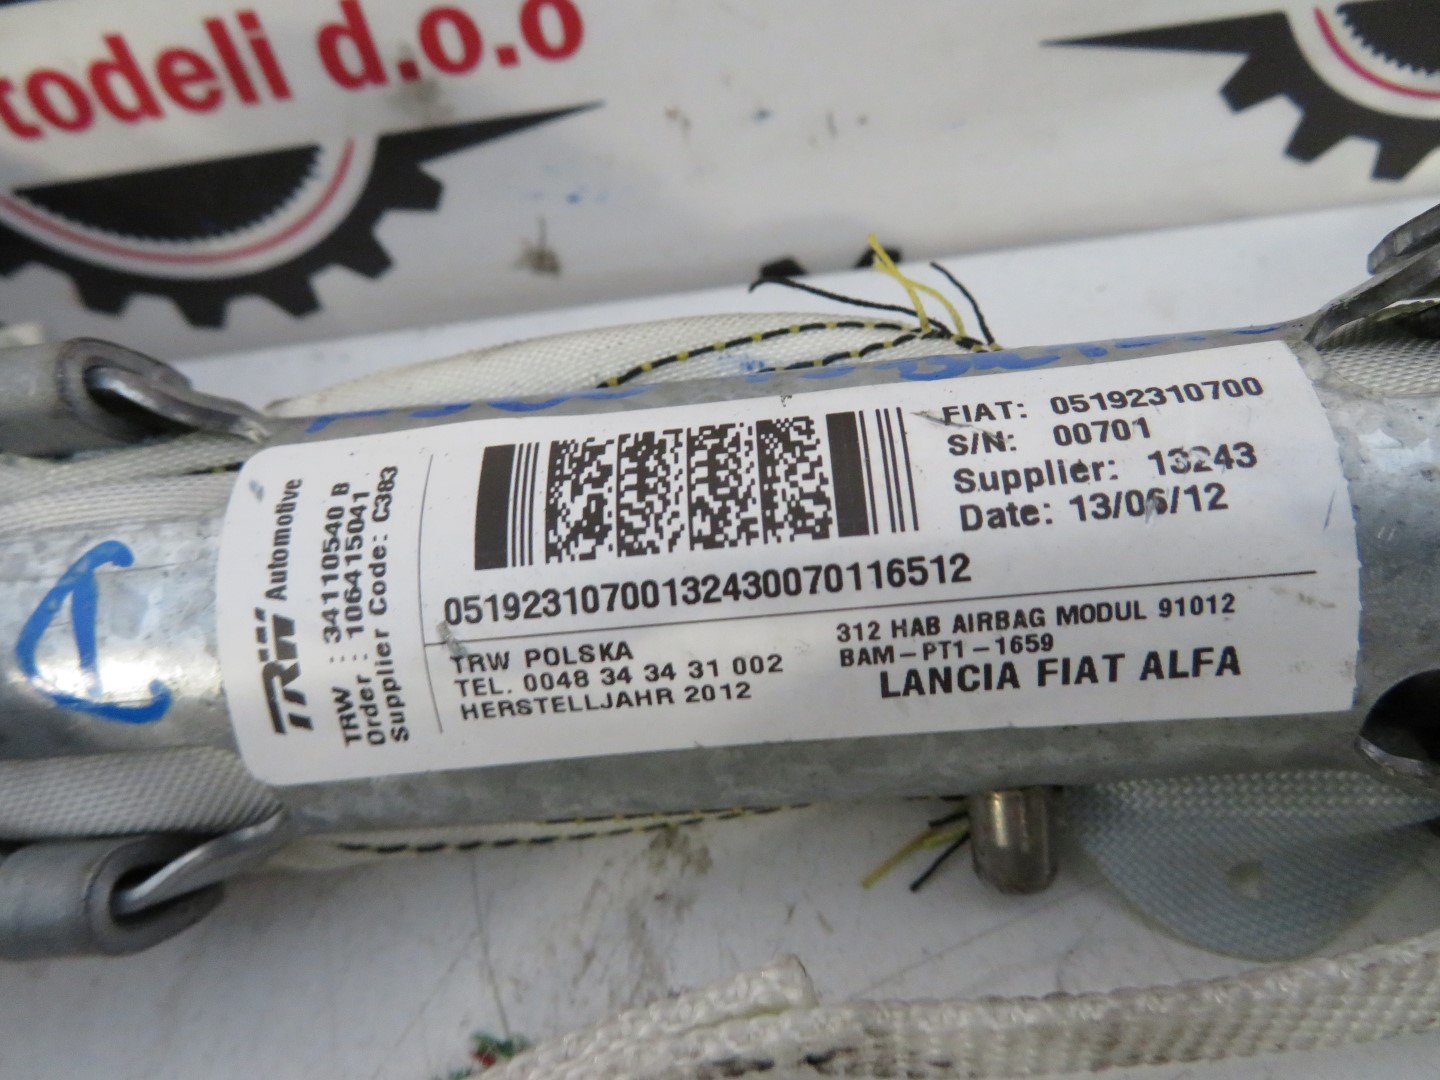 todeli d.o.o
TRW Automotive
TRW : 34110540 B
Order : 106415041
Supplier Code: C383
FIAT: 05192310700
S/N: 00701
Supplier: 13243
Date: 13/06/12
05192310700132430070116512
TRW POLSKA
TEL. 0048 34 34 31 002
HERSTELLJAHR 2012
312 HAB AIRBAG MODUL 91012
BAM-PT1-1659
LANCIA FIAT ALFA